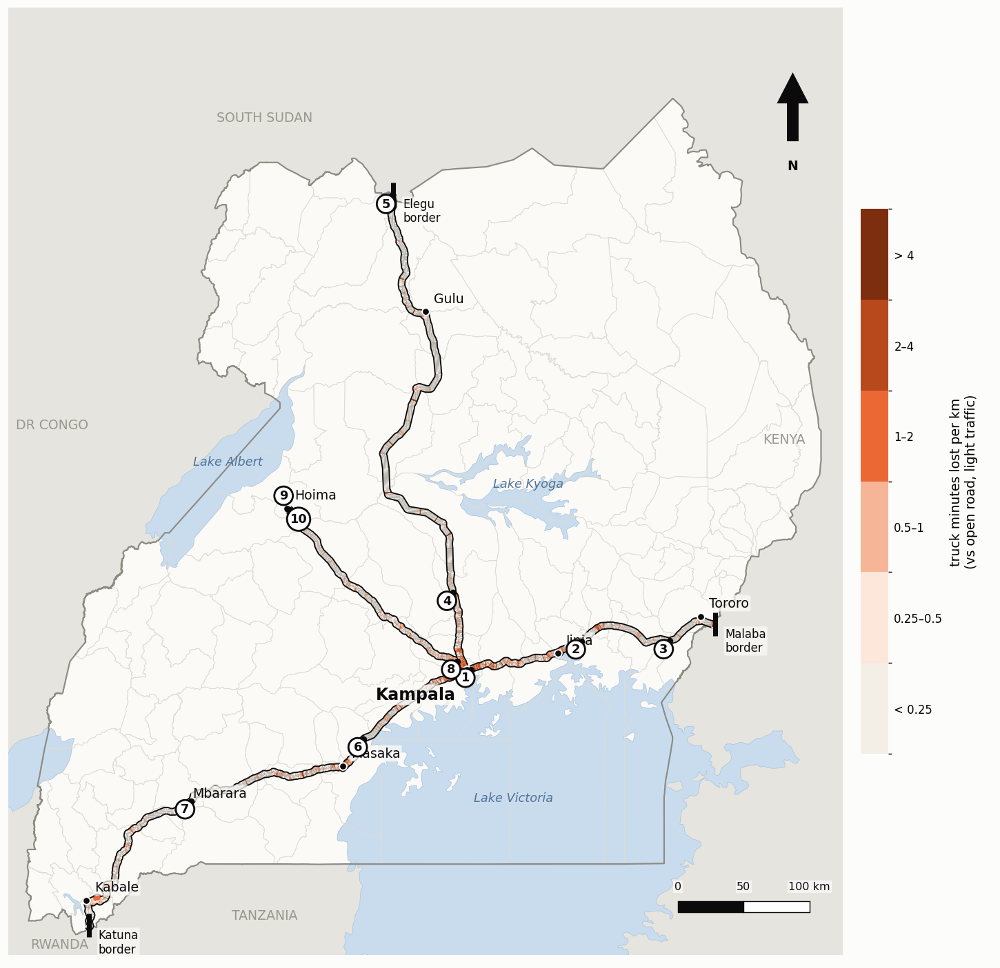 SOUTH SUDAN
N
5
Elegu
border
Gulu
> 4
2–4
DR CONGO
1–2
KENYA
Lake Albert
Lake Kyoga
9
Hoima
10
0.5–1
truck minutes lost per km
(vs open road, light traffic)
4
Tororo
0.25–0.5
Malaba
border
Jinja
2
3
8
1
Kampala
< 0.25
6
Masaka
Mbarara
7
Lake Victoria
Kabale
0
50
100 km
TANZANIA
RWANDA
Katuna
border